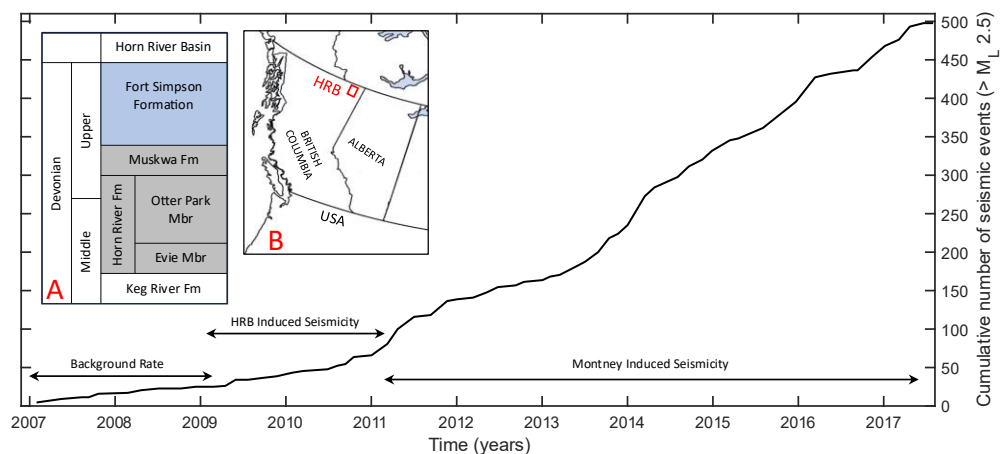 Horn River Basin
Devonian
Upper
Middle
Fort Simpson
Formation
Muskwa Fm
Horn River Fm
Otter Park
Mbr
Evie Mbr
Keg River Fm
A
HRB
BRITISH
COLUMBIA
ALBERTA
USA
B
HRB Induced Seismicity
Background Rate
Montney Induced Seismicity
500
450
400
350
300
250
200
150
100
50
0
Cumulative number of seismic events (> M_L 2.5)
2007 2008 2009 2010 2011 2012 2013 2014 2015 2016 2017
Time (years)